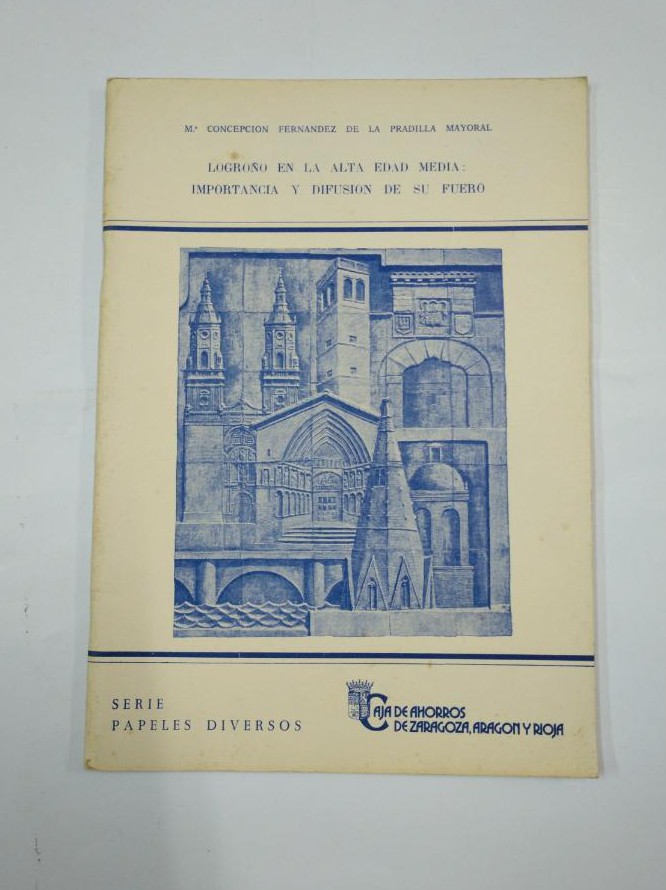 Mª CONCEPCION FERNANDEZ DE LA PRADILLA MAYORAL
LOGROÑO EN LA ALTA EDAD MEDIA:
IMPORTANCIA Y DIFUSION DE SU FUERO
SERIE
PAPELES DIVERSOS
CAJA DE AHORROS
DE ZARAGOZA, ARAGON Y RIOJA